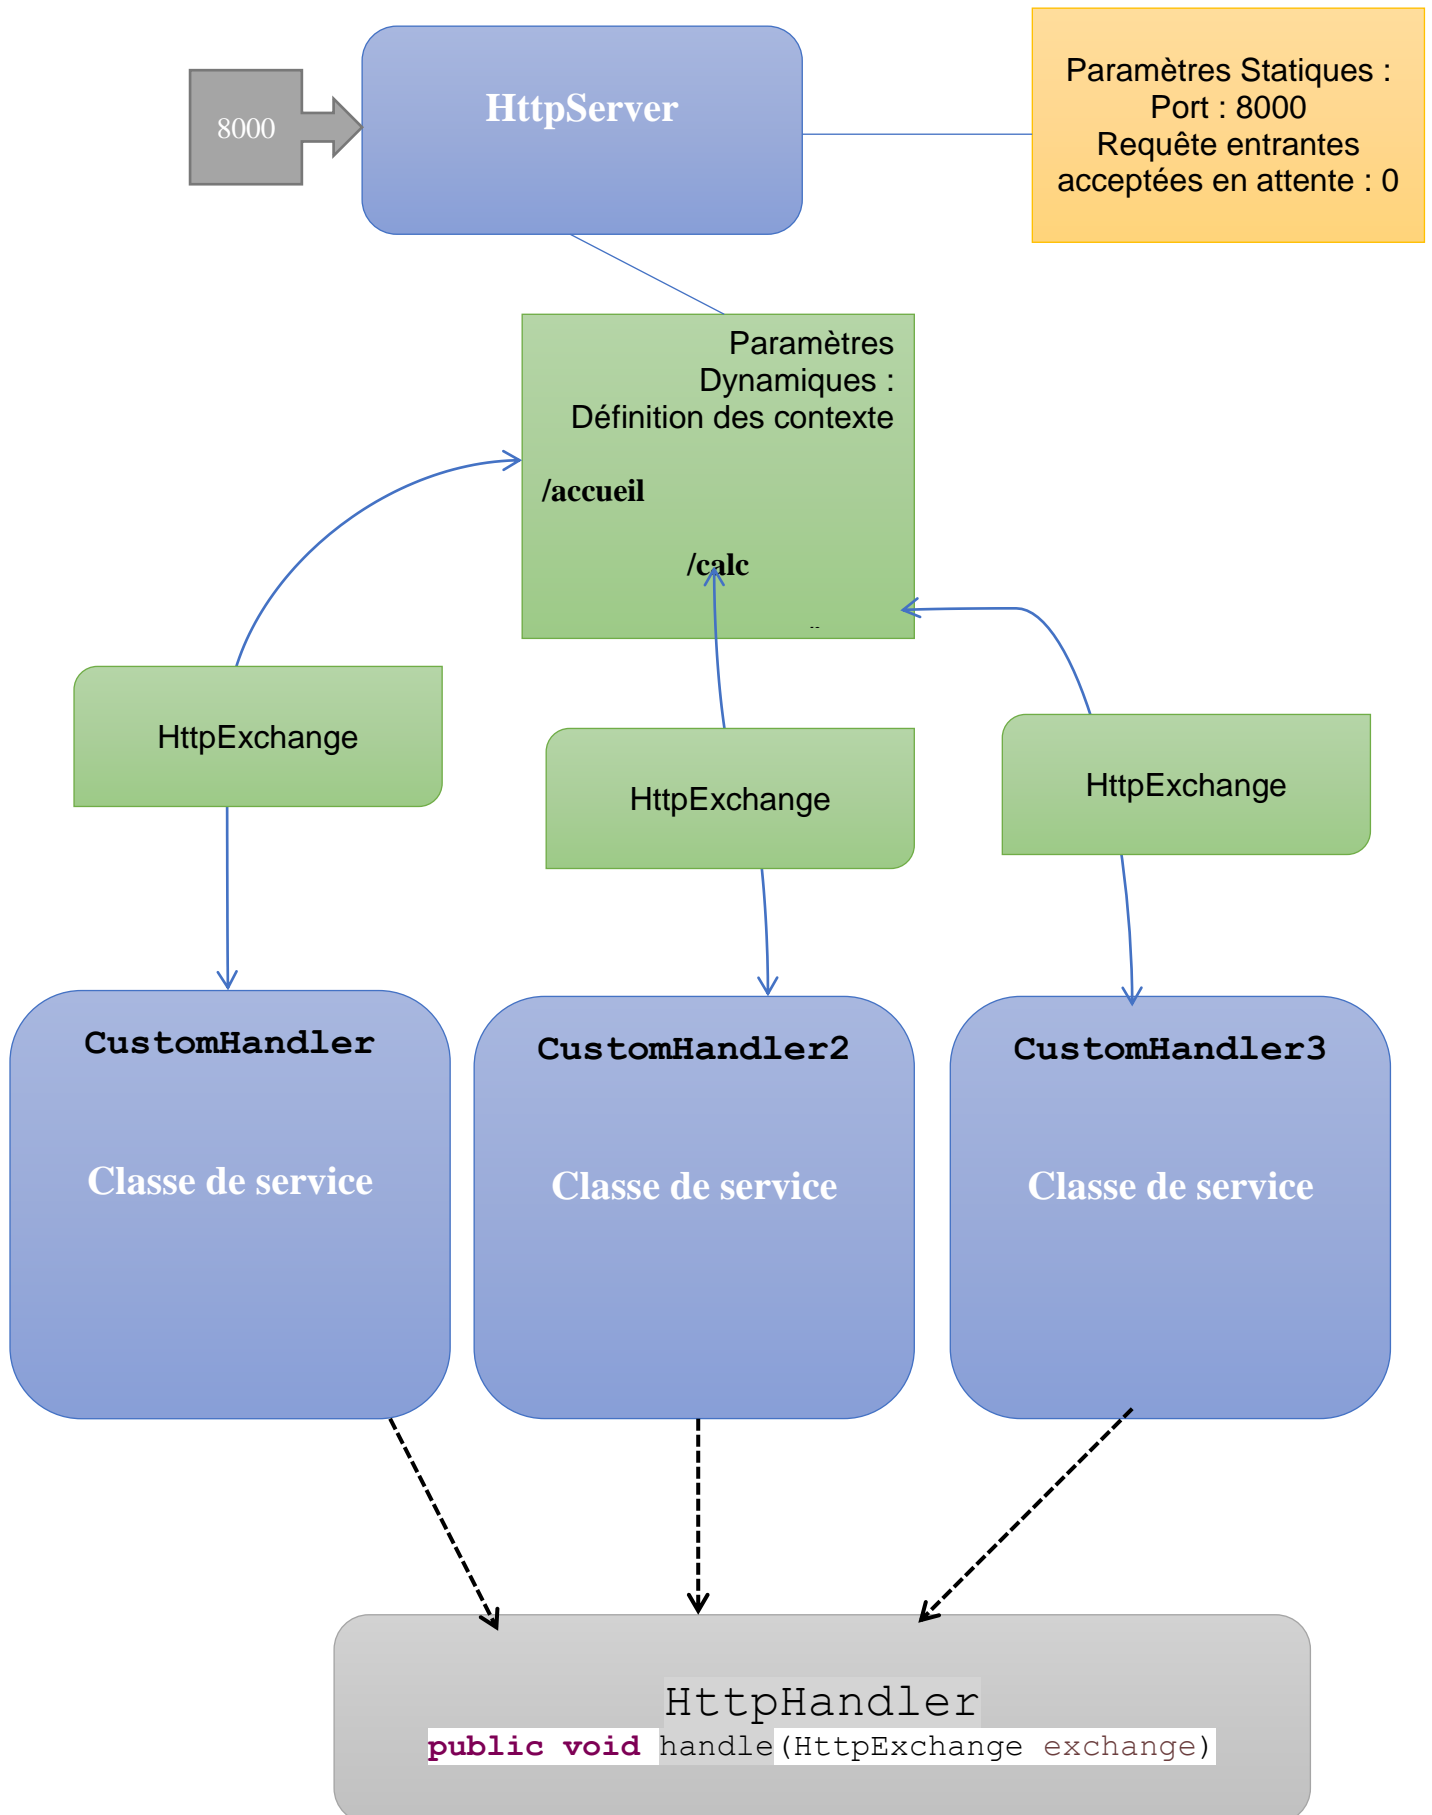 8000
HttpServer
Paramètres Statiques :
Port : 8000
Requête entrantes
acceptées en attente : 0
Paramètres
Dynamiques :
Définition des contexte
/accueil
/calc
HttpExchange
HttpExchange
HttpExchange
CustomHandler
CustomHandler2
CustomHandler3
Classe de service
Classe de service
Classe de service
HttpHandler
public void handle(HttpExchange exchange)